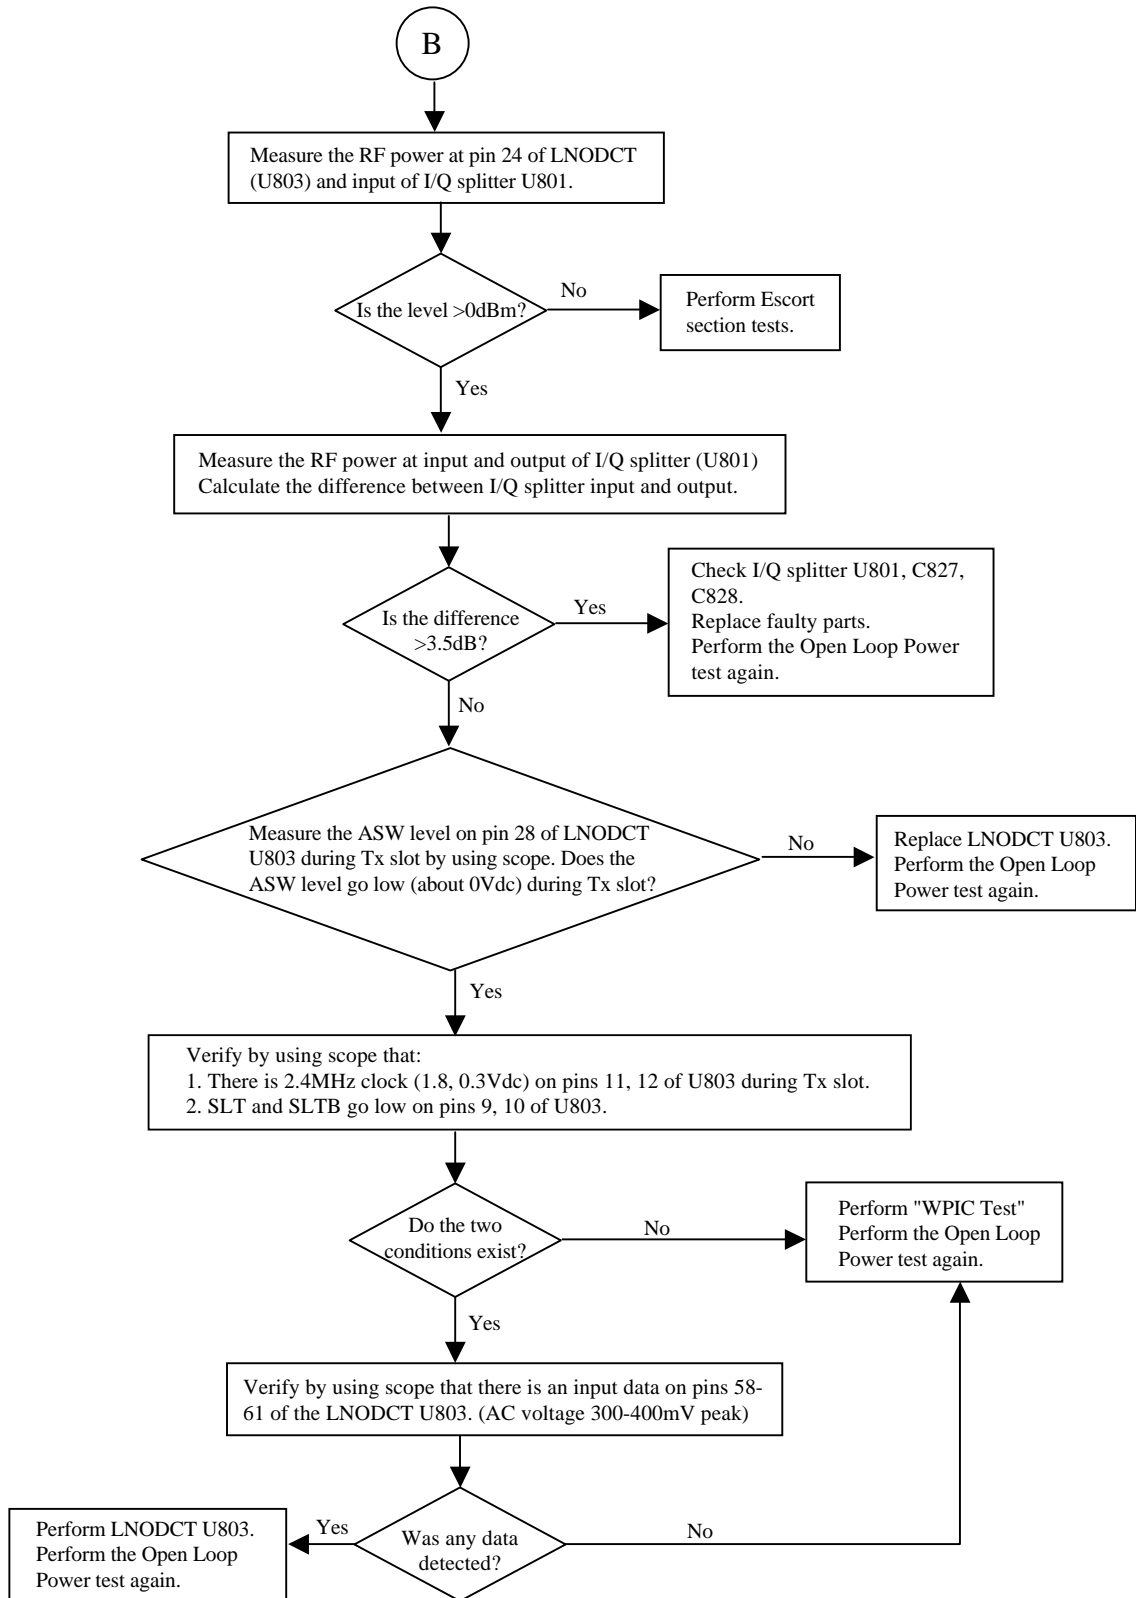 B
Measure the RF power at pin 24 of LNODCT
(U803) and input of I/Q splitter U801.
Is the level >0dBm?
No
Perform Escort
section tests.
Yes
Measure the RF power at input and output of I/Q splitter (U801)
Calculate the difference between I/Q splitter input and output.
Is the difference
>3.5dB?
Yes
Check I/Q splitter U801, C827,
C828.
Replace faulty parts.
Perform the Open Loop Power
test again.
No
Measure the ASW level on pin 28 of LNODCT
U803 during Tx slot by using scope. Does the
ASW level go low (about 0Vdc) during Tx slot?
No
Replace LNODCT U803.
Perform the Open Loop
Power test again.
Yes
Verify by using scope that:
1. There is 2.4MHz clock (1.8, 0.3Vdc) on pins 11, 12 of U803 during Tx slot.
2. SLT and SLTB go low on pins 9, 10 of U803.
Do the two
conditions exist?
No
Perform "WPIC Test"
Perform the Open Loop
Power test again.
Yes
Verify by using scope that there is an input data on pins 58-
61 of the LNODCT U803. (AC voltage 300-400mV peak)
Was any data
detected?
No
Yes
Perform LNODCT U803.
Perform the Open Loop
Power test again.